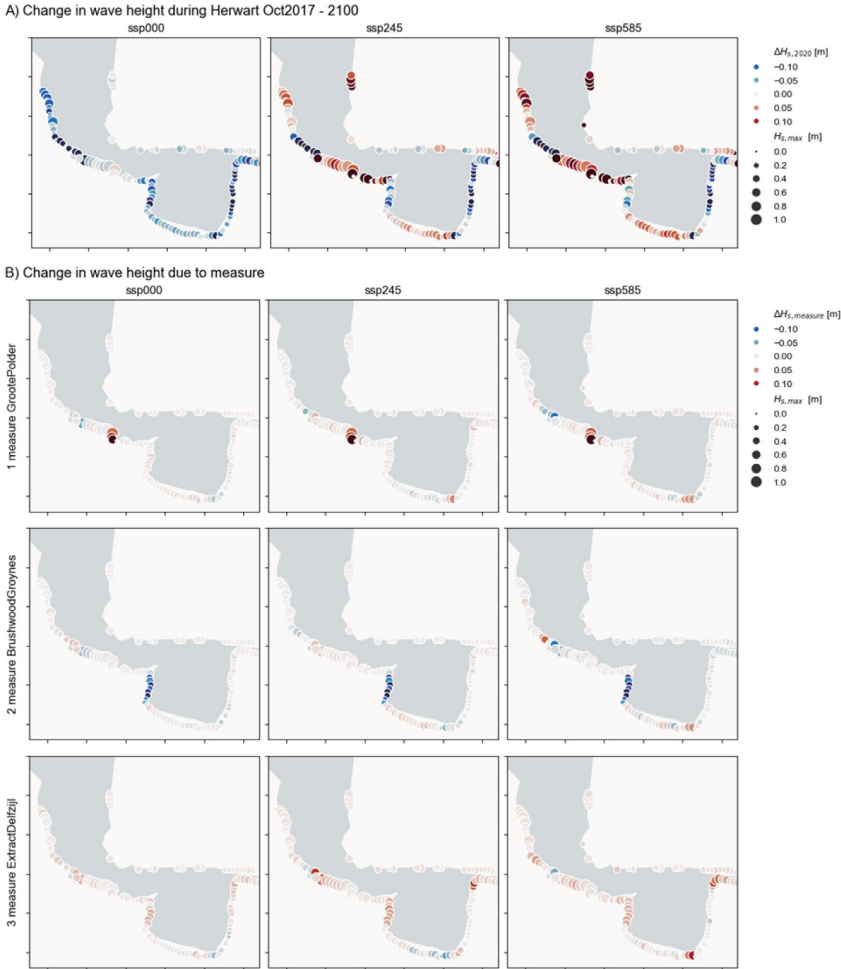 A) Change in wave height during Herwart Oct2017 - 2100
ssp000
ssp245
ssp585
ΔHs,2020 [m]
−0.10
−0.05
0.00
0.05
0.10
Hs,max [m]
0.0
0.2
0.4
0.6
0.8
1.0
B) Change in wave height due to measure
ssp000
ssp245
ssp585
1 measure GrootePolder
ΔHs,measure [m]
−0.10
−0.05
0.00
0.05
0.10
Hs,max [m]
0.0
0.2
0.4
0.6
0.8
1.0
2 measure BrushwoodGroynes
3 measure ExtractDelfzijl